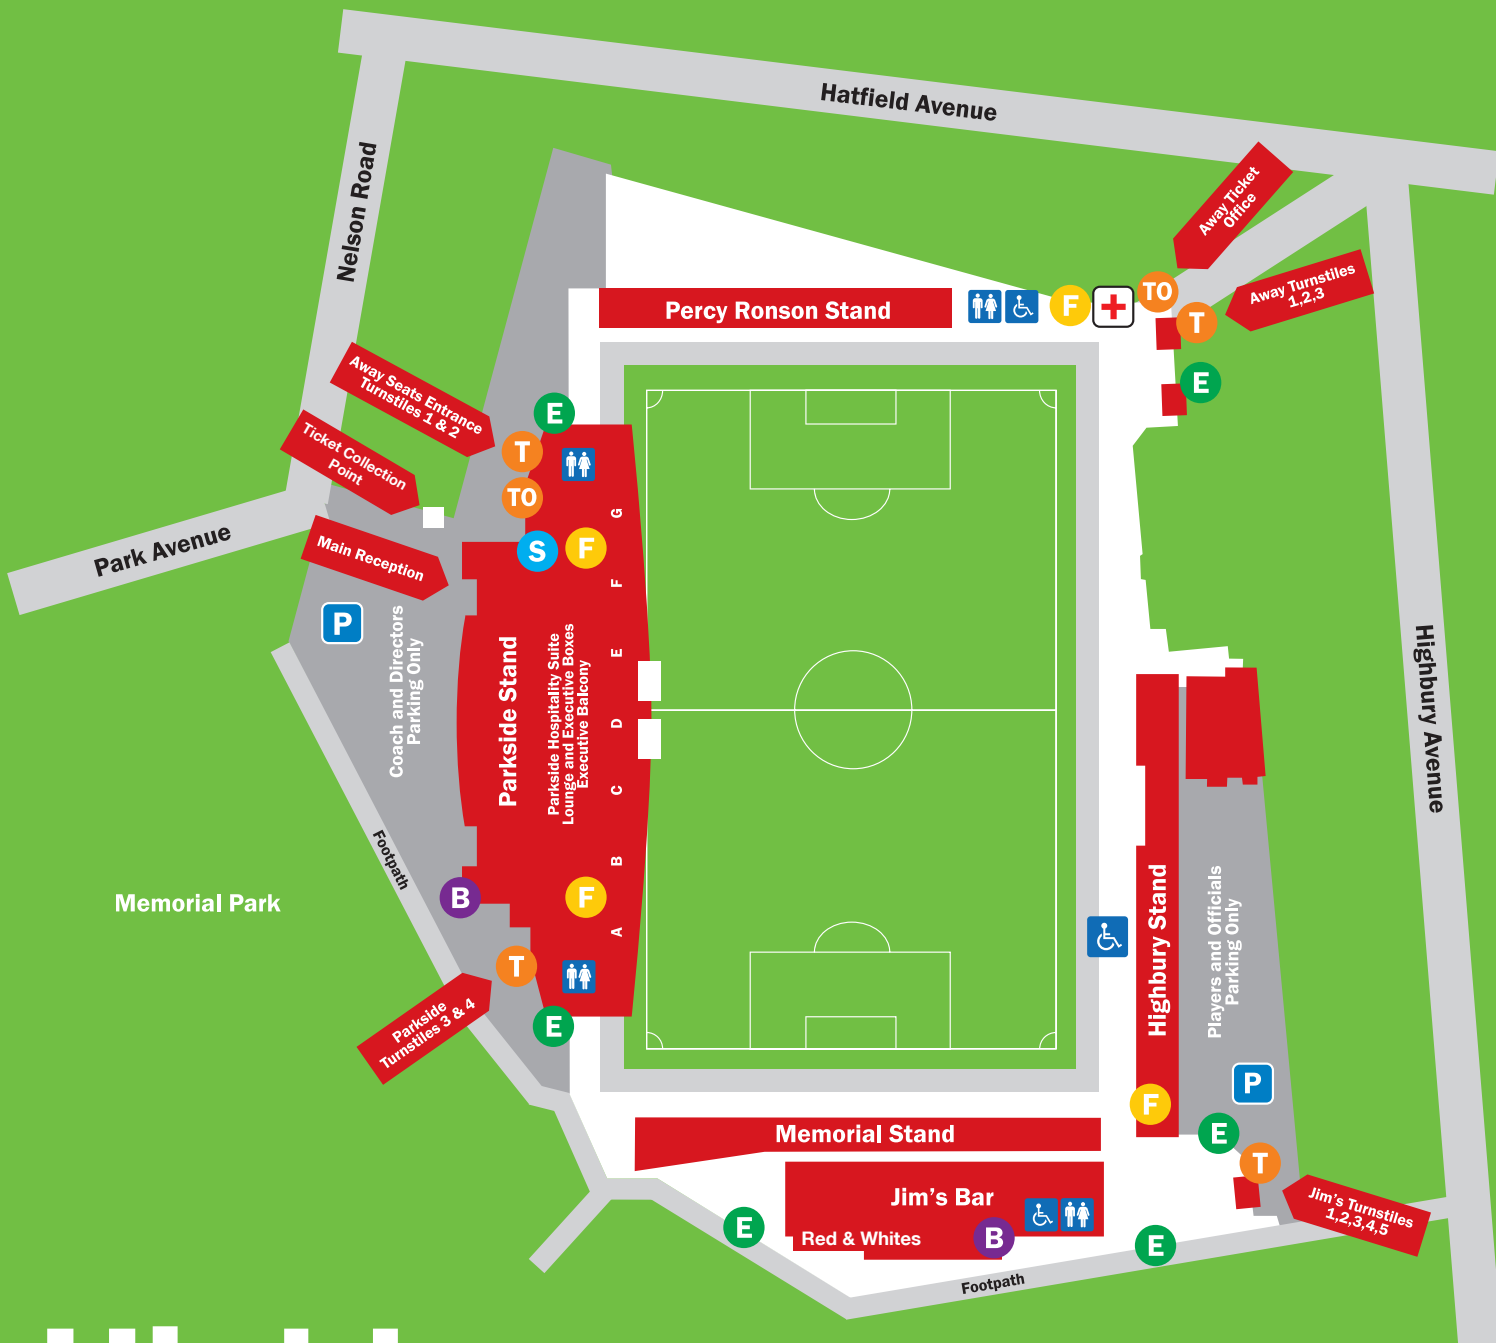 Hatfield Avenue
Nelson Road
Away Ticket
Office
Away Turnstiles
1,2,3
TO
T
E
Percy Ronson Stand
F
Away Seats Entrance
Turnstiles 1 & 2
E
T
TO
Ticket Collection
Point
Park Avenue
Main Reception
S
F
P
Coach and Directors
Parking Only
Parkside Stand
Parkside Hospitality Suite
Lounge and Executive Boxes
Executive Balcony
G
F
E
D
C
B
A
Highbury Avenue
Footpath
Memorial Park
B
F
T
E
Parkside
Turnstiles 3 & 4
Highbury Stand
Players and Officials
Parking Only
P
F
E
T
Jim's Turnstiles
1,2,3,4,5
Memorial Stand
Jim's Bar
Red & Whites
B
E
E
Footpath